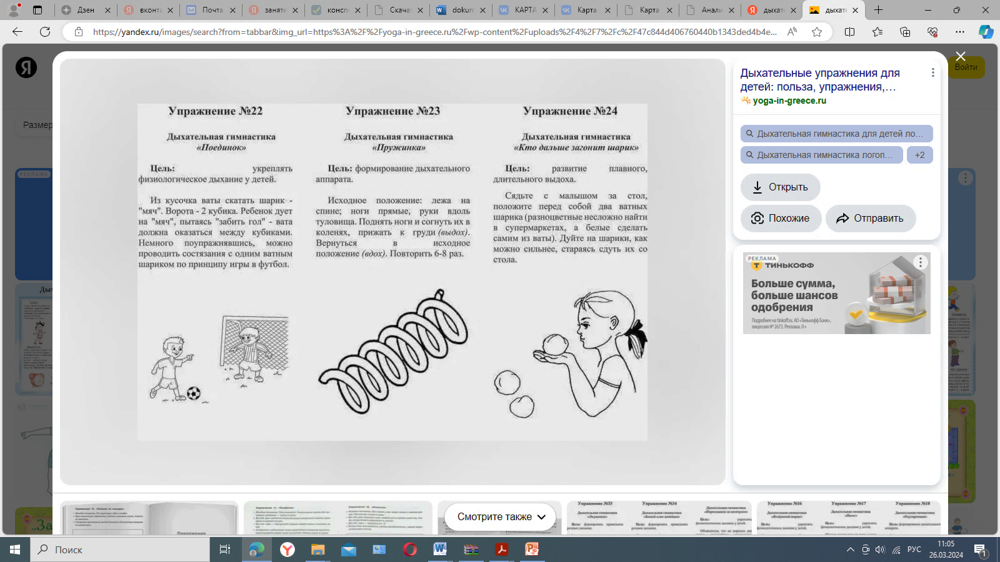 Дзен
вконта
Почта
заняти
консп
Скачат
dokum
КАРТА
Карта
Карта
Анали
дыхат
дыхате
https://yandex.ru/images/search?from=tabbar&img_url=https%3A%2F%2Fyoga-in-greece.ru%2Fwp-content%2Fuploads%2F4%2F7%2Fc%2F47c844d406760440b1343ded4b4e...
Войти
Размер
РЕКЛАМА
Упражнение №22
Дыхательная гимнастика
«Поединок»
Цель: укреплять
физиологическое дыхание у детей.
Из кусочка ваты скатать шарик -
"мяч". Ворота - 2 кубика. Ребенок дует
на "мяч", пытаясь "забить гол" - вата
должна оказаться между кубиками.
Немного поупражнявшись, можно
проводить состязания с одним ватным
шариком по принципу игры в футбол.
Упражнение №23
Дыхательная гимнастика
«Пружинка»
Цель: формирование дыхательного
аппарата.
Исходное положение: лежа на
спине; ноги прямые, руки вдоль
туловища. Поднять ноги и согнуть их в
коленях, прижать к груди (выдох).
Вернуться в исходное
положение (вдох). Повторить 6-8 раз.
Упражнение №24
Дыхательная гимнастика
«Кто дальше загонит шарик»
Цель: развитие плавного,
длительного выдоха.
Сядьте с малышом за стол,
положите перед собой два ватных
шарика (разноцветные несложно найти
в супермаркетах, а белые сделать
самим из ваты). Дуйте на шарики, как
можно сильнее, стараясь сдуть их со
стола.
Дыхательные упражнения для
детей: польза, упражнения,...
yoga-in-greece.ru
Дыхательная гимнастика для детей ло...
Дыхательная гимнастика логоп...
+2
Открыть
Похожие
Отправить
РЕКЛАМА
ТИНЬКОФФ
Больше сумма,
больше шансов
одобрения
Подробнее на tinkoff.ru. АО «Тинькофф Банк»,
лицензия № 2673. Реклама. 0+
Смотрите также
Упражнение №33
Упражнение №34
Упражнение №16
Упражнение №17
Упражнение №18
Поиск
РУС
11:05
26.03.2024
1